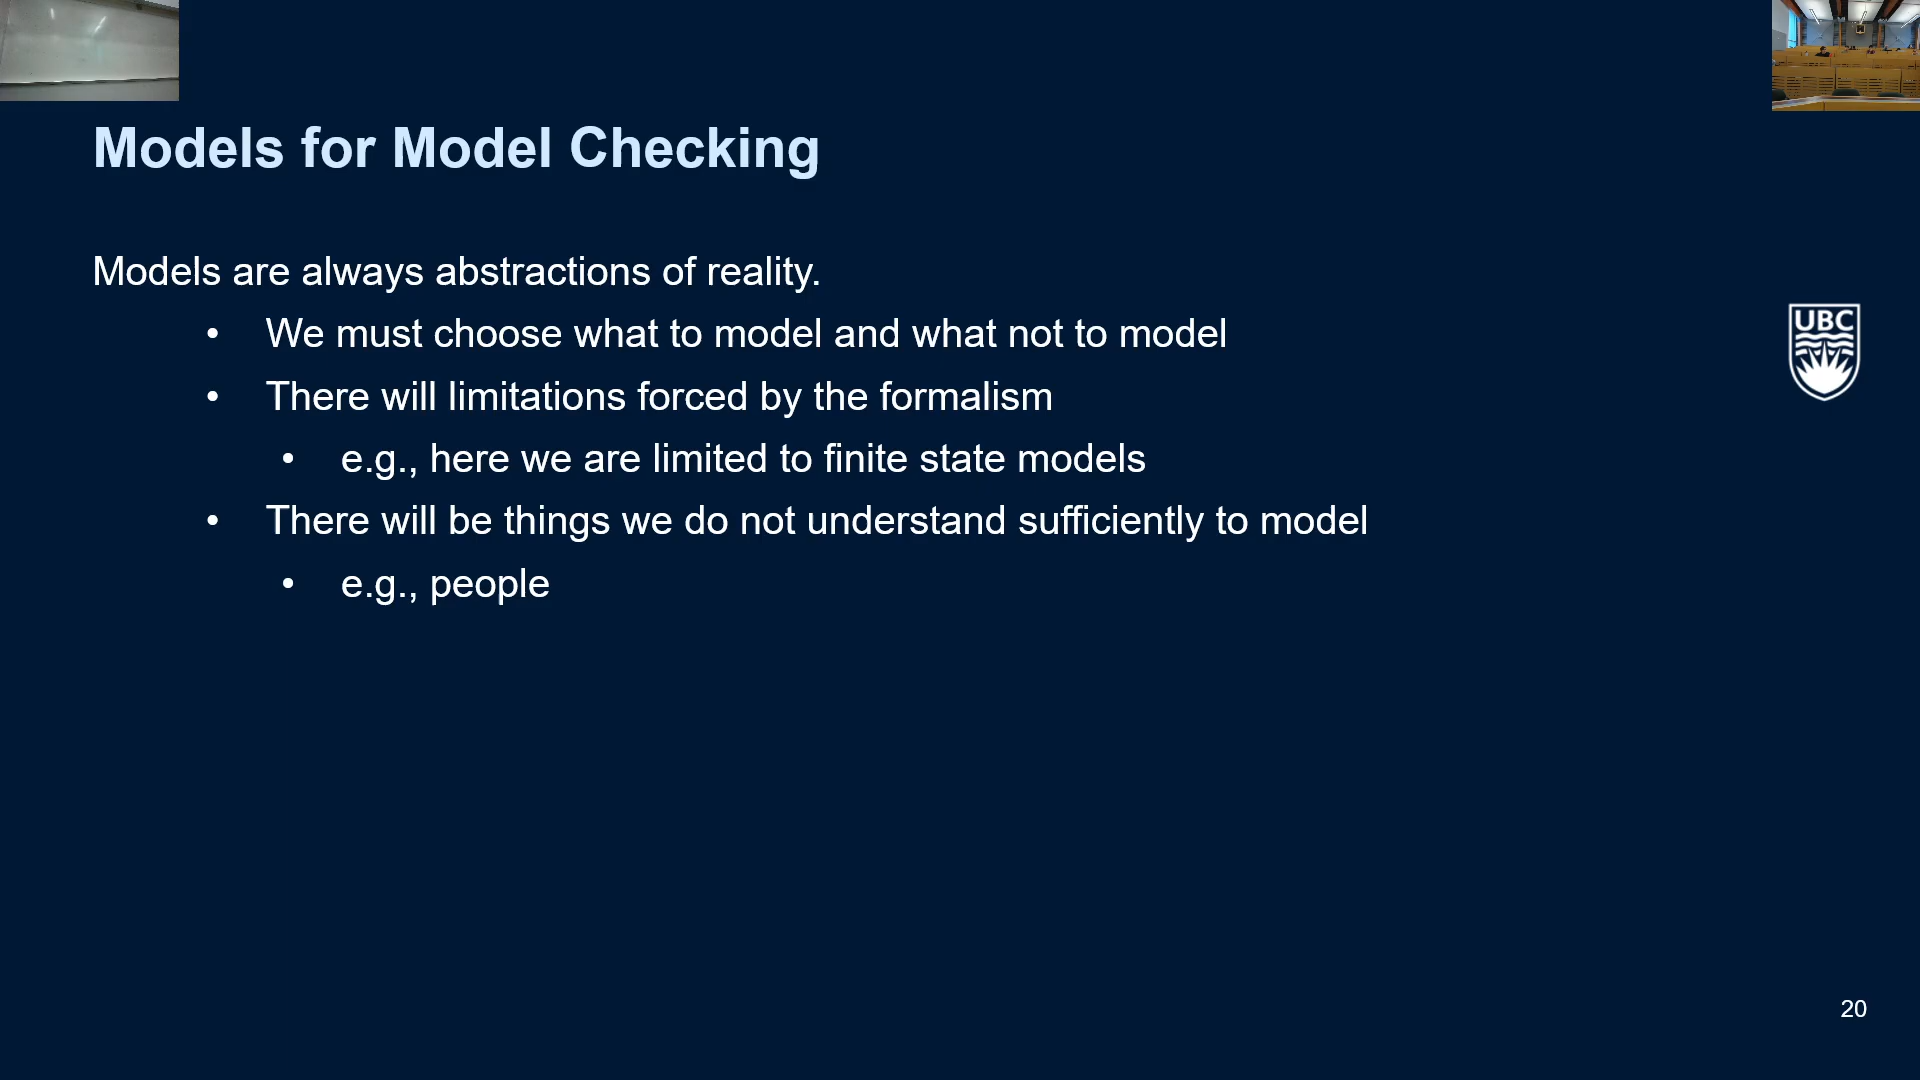 Models for Model Checking
Models are always abstractions of reality.
• We must choose what to model and what not to model
• There will limitations forced by the formalism
• e.g., here we are limited to finite state models
• There will be things we do not understand sufficiently to model
• e.g., people
UBC
20